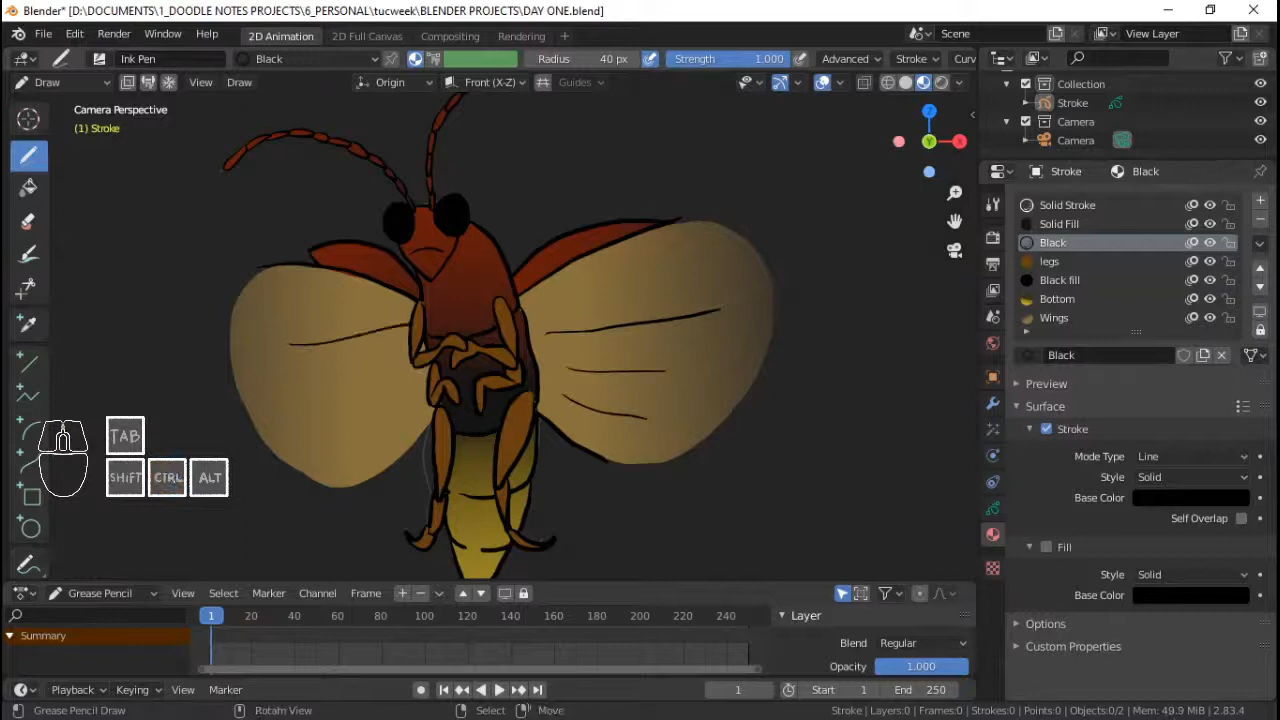 Blender* [D:\DOCUMENTS\1_DOODLE NOTES PROJECTS\6_PERSONAL\tucweek\BLENDER PROJECTS\DAY ONE.blend]
File Edit Render Window Help 2D Animation 2D Full Canvas Compositing Rendering Scene View Layer
Ink Pen Black Radius 40 px Strength 1.000 Advanced Stroke Curv
Draw View Draw Origin Front (X-Z) Guides
Collection
Stroke
Camera
Camera
Camera Perspective
(1) Stroke
Z
Y
X
Stroke Black
Solid Stroke
Solid Fill
Black
legs
Black fill
Bottom
Wings
Black
Preview
Surface
Stroke
Mode Type Line
Style Solid
Base Color
Self Overlap
Fill
Style Solid
Base Color
Options
Custom Properties
TAB
SHIFT CTRL ALT
Grease Pencil View Select Marker Channel Frame
1 20 40 60 80 100 120 140 160 180 200 220 240
Summary
Layer
Blend Regular
Opacity 1.000
Playback Keying View Marker 1 Start 1 End 250
Grease Pencil Draw Rotate View Select Move Stroke | Layers:0 | Frames:0 | Strokes:0 | Points:0 | Objects:0/2 | Mem: 49.9 MiB | 2.83.4